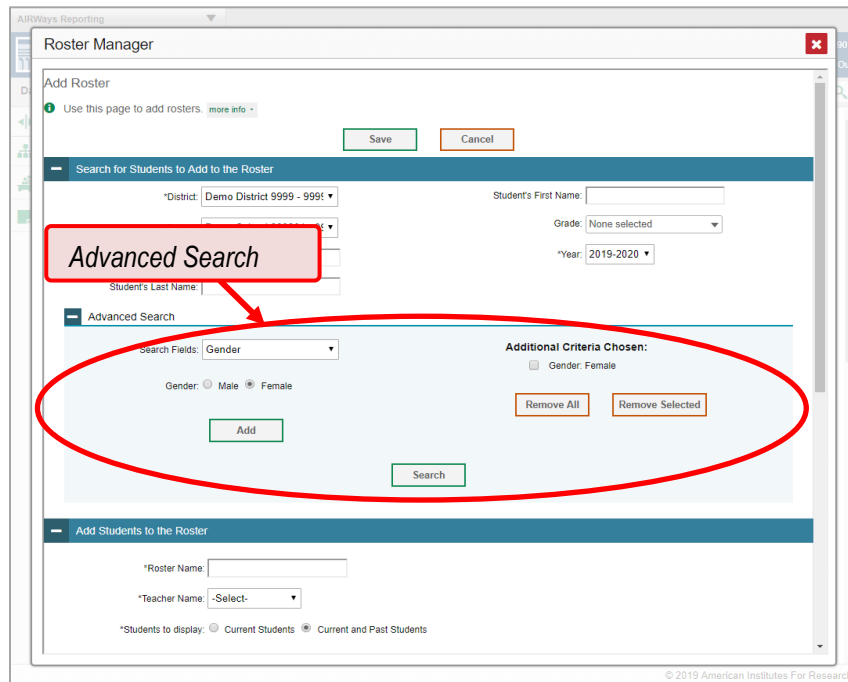 AIRWays Reporting
Roster Manager
Add Roster
Use this page to add rosters. more info -
Save Cancel
Search for Students to Add to the Roster
*District: Demo District 9999 - 9999 Student's First Name:
Grade: None selected
Advanced Search
*Year: 2019-2020
Student's Last Name:
Advanced Search
Search Fields: Gender Additional Criteria Chosen:
Gender: Female
Gender: Male Female
Remove All Remove Selected
Add
Search
Add Students to the Roster
*Roster Name:
*Teacher Name: -Select-
*Students to display: Current Students Current and Past Students
© 2019 American Institutes For Research